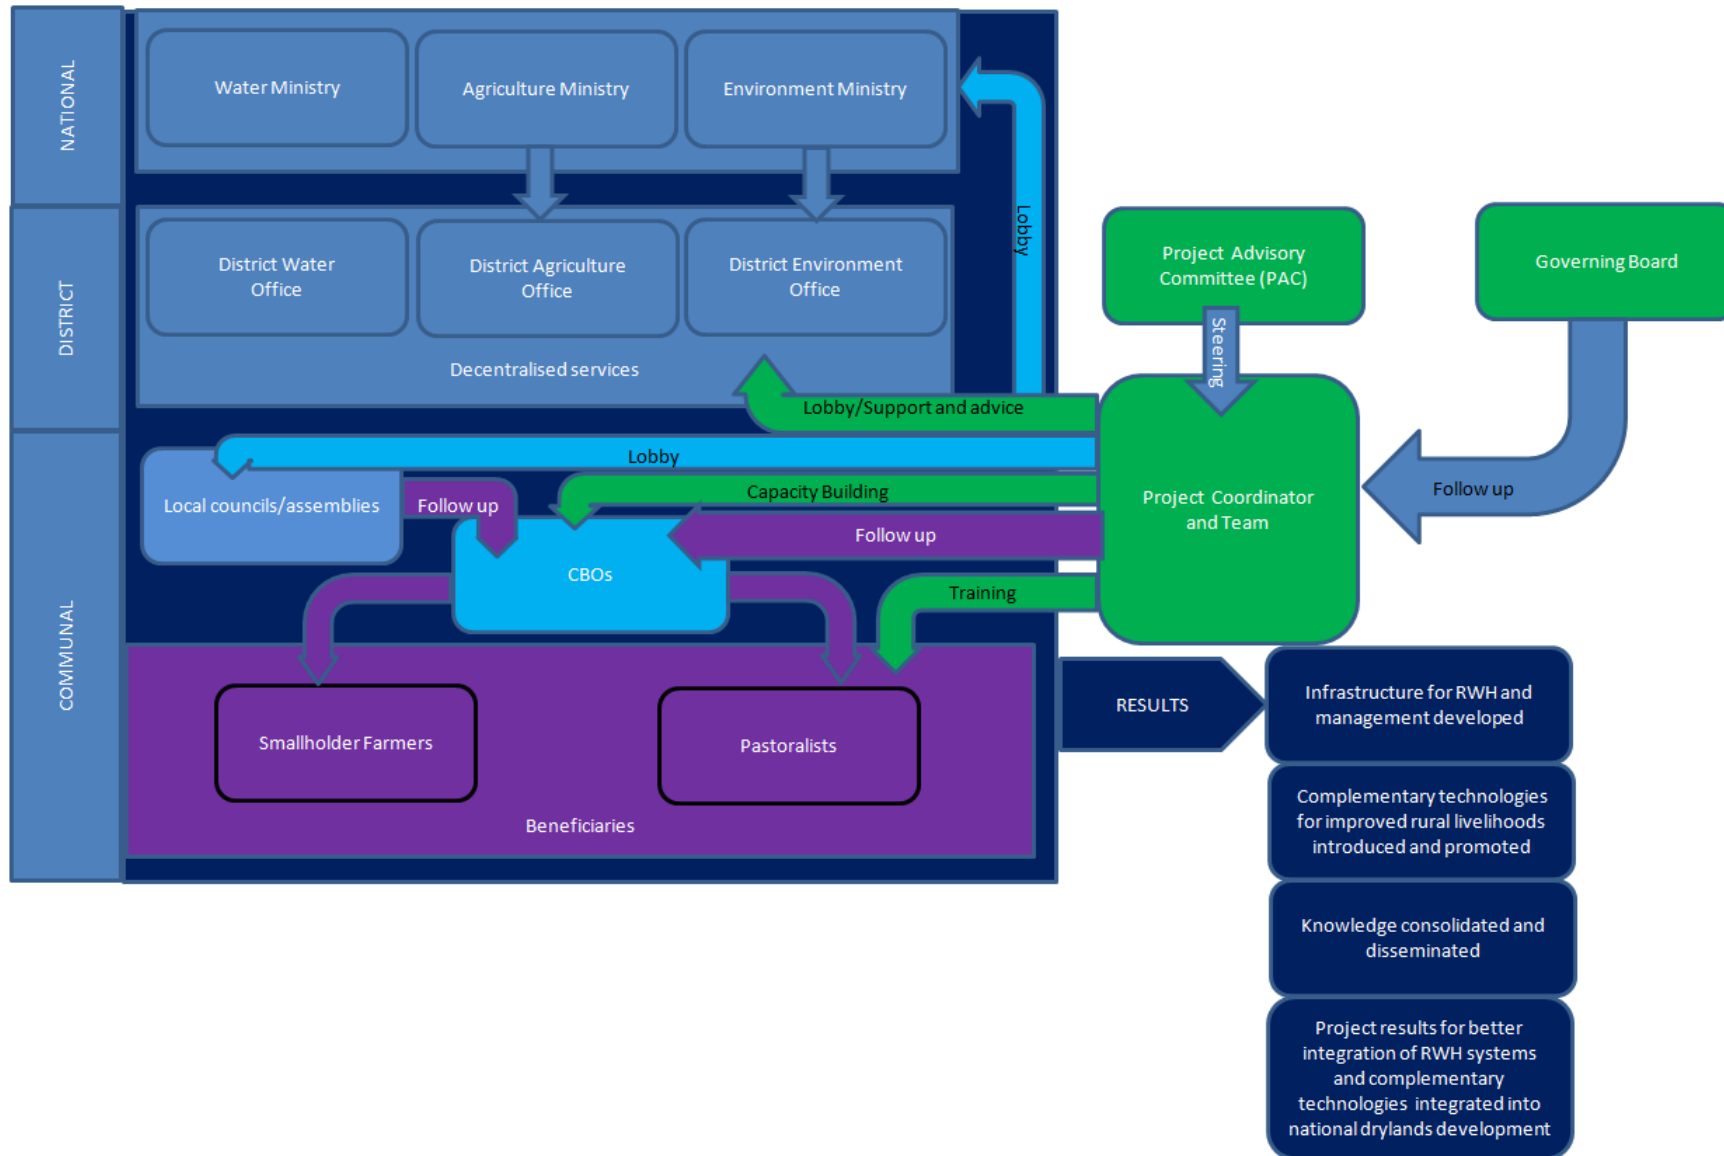 NATIONAL
Water Ministry
Agriculture Ministry
Environment Ministry
Lobby
DISTRICT
District Water
Office
District Agriculture
Office
District Environment
Office
Decentralised services
Project Advisory
Committee (PAC)
Governing Board
Steering
Lobby/Support and advice
Lobby
COMMUNAL
Local councils/assemblies
Follow up
Capacity Building
Follow up
CBOs
Training
Project Coordinator
and Team
Follow up
Smallholder Farmers
Pastoralists
Beneficiaries
RESULTS
Infrastructure for RWH and
management developed
Complementary technologies
for improved rural livelihoods
introduced and promoted
Knowledge consolidated and
disseminated
Project results for better
integration of RWH systems
and complementary
technologies integrated into
national drylands development